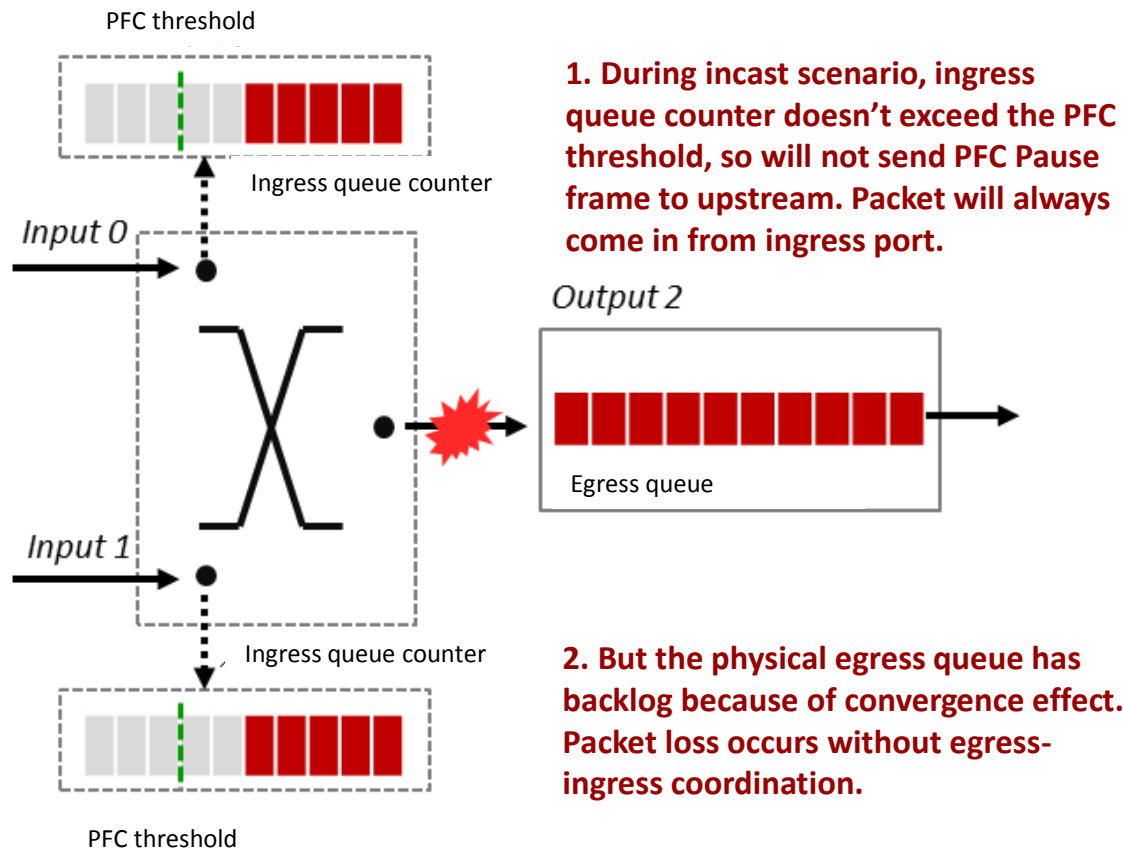 PFC threshold
1. During incast scenario, ingress
queue counter doesn’t exceed the PFC
threshold, so will not send PFC Pause
frame to upstream. Packet will always
come in from ingress port.
Ingress queue counter
Input 0
Output 2
Egress queue
Input 1
Ingress queue counter
2. But the physical egress queue has
backlog because of convergence effect.
Packet loss occurs without egress-
ingress coordination.
PFC threshold